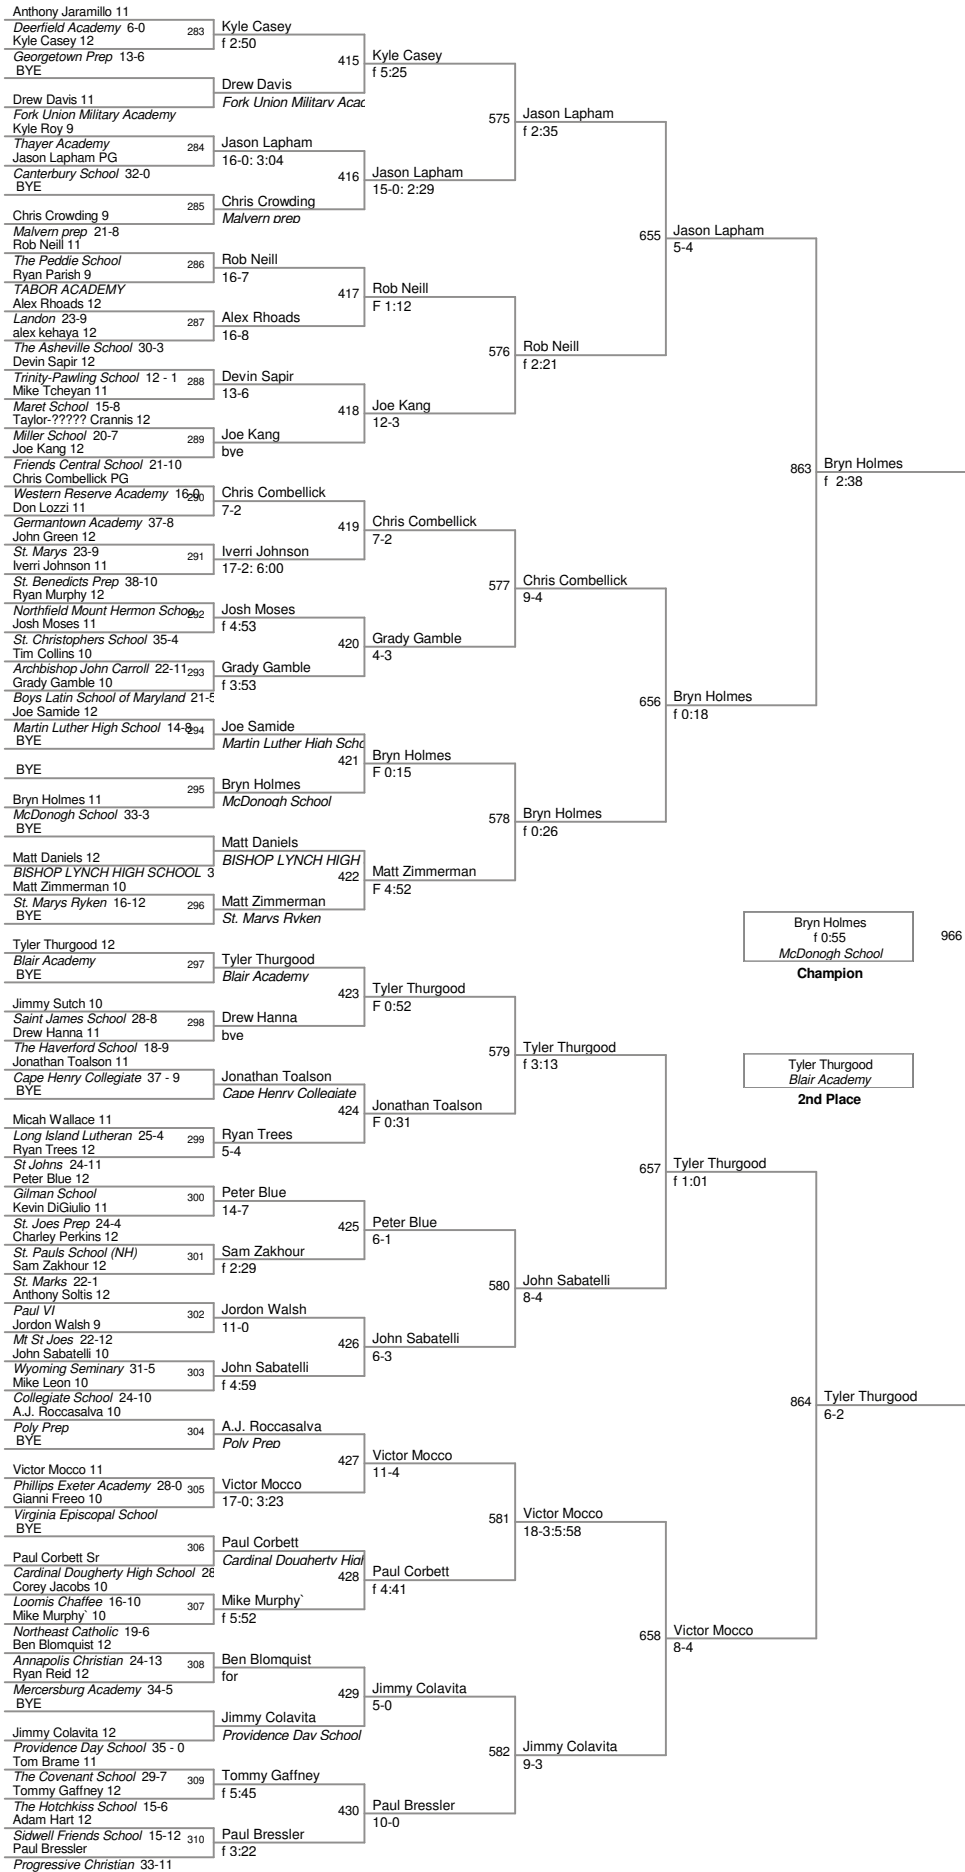 Anthony Jaramillo 11
Deerfield Academy 6-0
Kyle Casey 12
Georgetown Prep 13-6
BYE
Drew Davis 11
Fork Union Military Academy
Kyle Roy 9
Thayer Academy
Jason Lapham PG
Canterbury School 32-0
BYE
Chris Crowding 9
Malvern prep 21-8
Rob Neill 11
The Peddie School
Ryan Parish 9
TABOR ACADEMY
Alex Rhoads 12
Landon 23-9
alex kehaya 12
The Asheville School 30-3
Devin Sapir 12
Trinity-Pawling School 12 - 1
Mike Tcheyan 11
Maret School 15-8
Taylor-????? Crannis 12
Miller School 20-7
Joe Kang 12
Friends Central School 21-10
Chris Combellick PG
Western Reserve Academy 16-0
Don Lozzi 11
Germantown Academy 37-8
John Green 12
St. Marys 23-9
Iverri Johnson 11
St. Benedicts Prep 38-10
Ryan Murphy 12
Northfield Mount Hermon Schoo
Josh Moses 11
St. Christophers School 35-4
Tim Collins 10
Archbishop John Carroll 22-11
Grady Gamble 10
Boys Latin School of Maryland 21-5
Joe Samide 12
Martin Luther High School 14-8
BYE
BYE
Bryn Holmes 11
McDonogh School 33-3
BYE
Matt Daniels 12
BISHOP LYNCH HIGH SCHOOL 3
Matt Zimmerman 10
St. Marys Ryken 16-12
BYE
Tyler Thurgood 12
Blair Academy
BYE
Jimmy Sutch 10
Saint James School 28-8
Drew Hanna 11
The Haverford School 18-9
Jonathan Toalson 11
Cape Henry Collegiate 37 - 9
BYE
Micah Wallace 11
Long Island Lutheran 25-4
Ryan Trees 12
St Johns 24-11
Peter Blue 12
Gilman School
Kevin DiGiulio 11
St. Joes Prep 24-4
Charley Perkins 12
St. Pauls School (NH)
Sam Zakhour 12
St. Marks 22-1
Anthony Soltis 12
Paul VI
Jordon Walsh 9
Mt St Joes 22-12
John Sabatelli 10
Wyoming Seminary 31-5
Mike Leon 10
Collegiate School 24-10
A.J. Roccasalva 10
Poly Prep
BYE
Victor Mocco 11
Phillips Exeter Academy 28-0
Gianni Freeo 10
Virginia Episcopal School
BYE
Paul Corbett Sr
Cardinal Dougherty High School 28
Corey Jacobs 10
Loomis Chaffee 16-10
Mike Murphy` 10
Northeast Catholic 19-6
Ben Blomquist 12
Annapolis Christian 24-13
Ryan Reid 12
Mercersburg Academy 34-5
BYE
Jimmy Colavita 12
Providence Day School 35 - 0
Tom Brame 11
The Covenant School 29-7
Tommy Gaffney 12
The Hotchkiss School 15-6
Adam Hart 12
Sidwell Friends School 15-12
Paul Bressler
Progressive Christian 33-11
283
Kyle Casey
f 2:50
Drew Davis
Fork Union Military Acad
284
Jason Lapham
16-0: 3:04
285
Chris Crowding
Malvern prep
286
Rob Neill
16-7
287
Alex Rhoads
16-8
288
Devin Sapir
13-6
289
Joe Kang
bye
290
Chris Combellick
7-2
291
Iverri Johnson
17-2: 6:00
292
Josh Moses
f 4:53
293
Grady Gamble
f 3:53
294
Joe Samide
Martin Luther High Scho
295
Bryn Holmes
McDonogh School
Matt Daniels
BISHOP LYNCH HIGH
296
Matt Zimmerman
St. Marys Ryken
297
Tyler Thurgood
Blair Academy
298
Drew Hanna
bye
Jonathan Toalson
Cape Henry Collegiate
299
Ryan Trees
5-4
300
Peter Blue
14-7
301
Sam Zakhour
f 2:29
302
Jordon Walsh
11-0
303
John Sabatelli
f 4:59
304
A.J. Roccasalva
Poly Prep
305
Victor Mocco
17-0: 3:23
306
Paul Corbett
Cardinal Dougherty High
307
Mike Murphy`
f 5:52
308
Ben Blomquist
for
Jimmy Colavita
Providence Day School
309
Tommy Gaffney
f 5:45
310
Paul Bressler
f 3:22
415
Kyle Casey
f 5:25
416
Jason Lapham
15-0: 2:29
417
Rob Neill
F 1:12
418
Joe Kang
12-3
419
Chris Combellick
7-2
420
Grady Gamble
4-3
421
Bryn Holmes
F 0:15
422
Matt Zimmerman
F 4:52
423
Tyler Thurgood
F 0:52
424
Jonathan Toalson
F 0:31
425
Peter Blue
6-1
426
John Sabatelli
6-3
427
Victor Mocco
11-4
428
Paul Corbett
f 4:41
429
Jimmy Colavita
5-0
430
Paul Bressler
10-0
575
Jason Lapham
f 2:35
576
Rob Neill
f 2:21
577
Chris Combellick
9-4
578
Bryn Holmes
f 0:26
579
Tyler Thurgood
f 3:13
580
John Sabatelli
8-4
581
Victor Mocco
18-3:5:58
582
Jimmy Colavita
9-3
655
Jason Lapham
5-4
656
Bryn Holmes
f 0:18
657
Tyler Thurgood
f 1:01
658
Victor Mocco
8-4
863
Bryn Holmes
f 2:38
864
Tyler Thurgood
6-2
Bryn Holmes
f 0:55
McDonogh School
Champion
966
Tyler Thurgood
Blair Academy
2nd Place